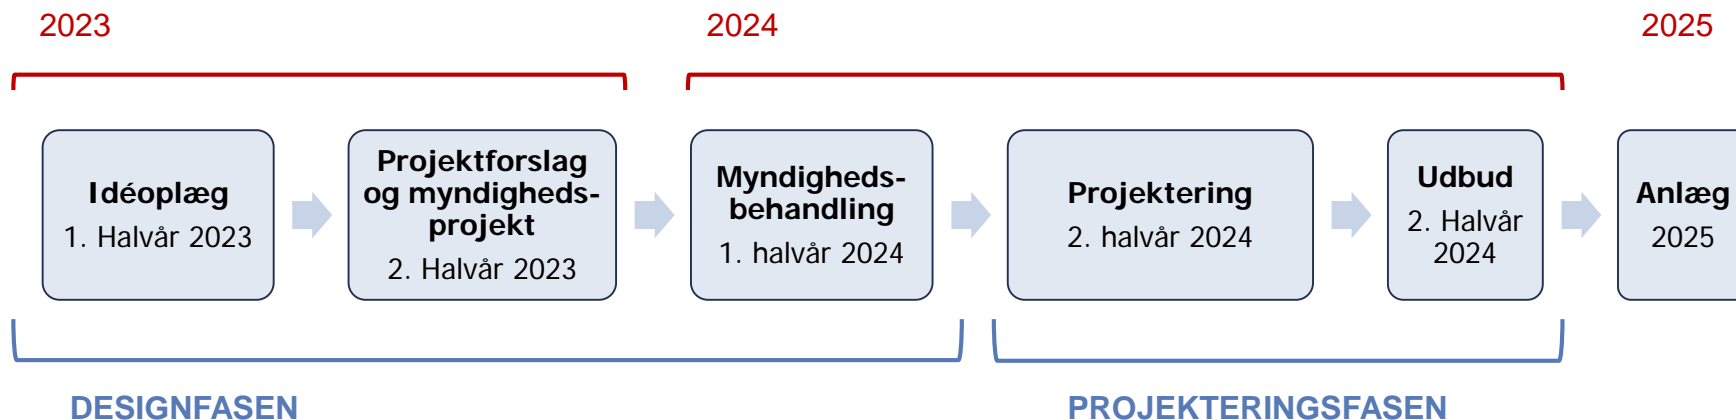 2023
2024
2025
Idéoplæg
1. Halvår 2023
Projektforslag
og myndigheds-
projekt
2. Halvår 2023
Myndigheds-
behandling
1. halvår 2024
Projektering
2. halvår 2024
Udbud
2. Halvår
2024
Anlæg
2025
DESIGNFASEN
PROJEKTERINGSFASEN